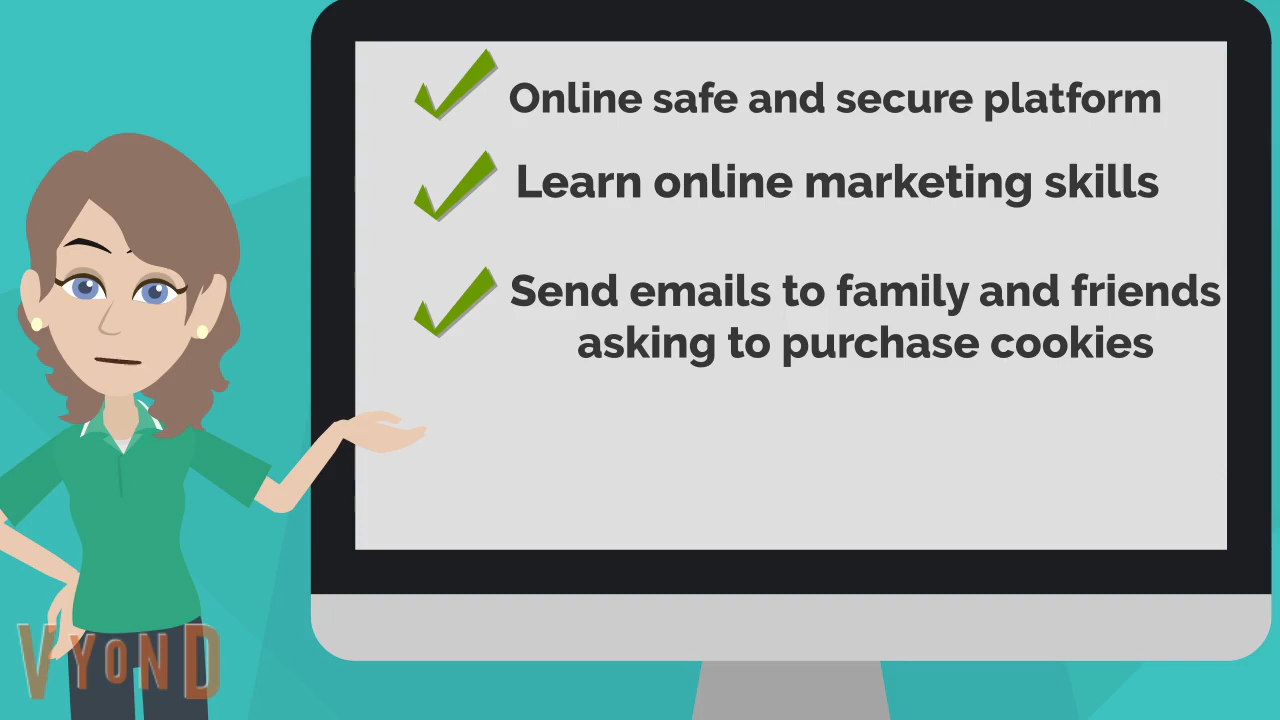 Online safe and secure platform
Learn online marketing skills
Send emails to family and friends
asking to purchase cookies
VYOND